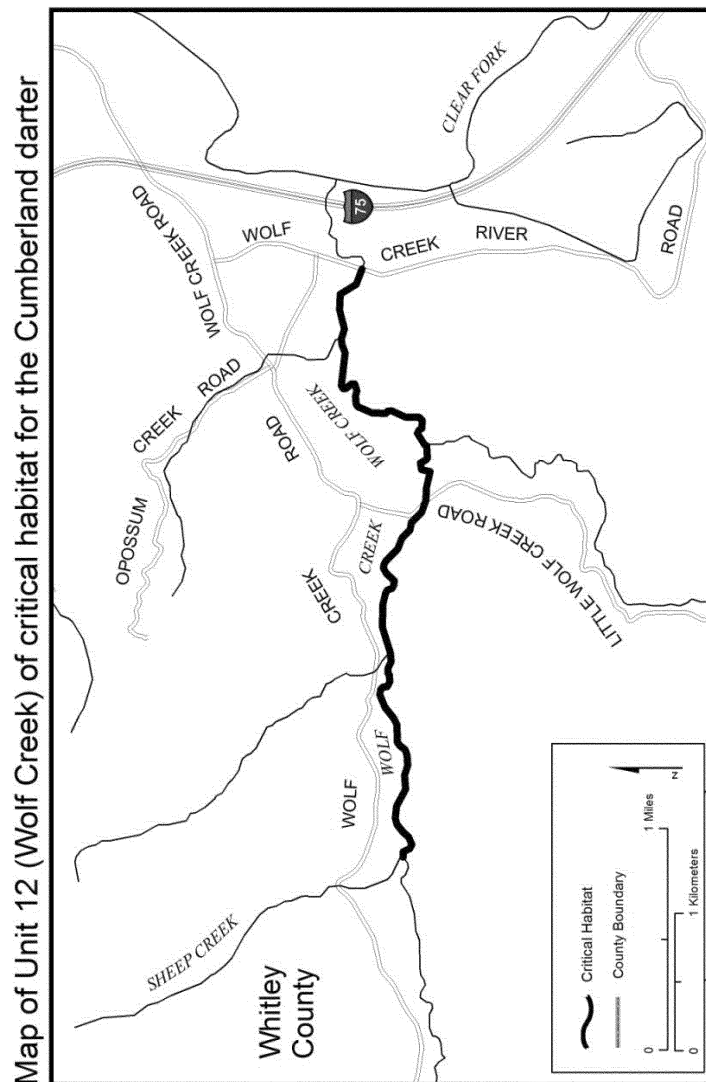 Map of Unit 12 (Wolf Creek) of critical habitat for the Cumberland darter
CLEAR FORK
WOLF CREEK ROAD
75
WOLF
CREEK
RIVER
ROAD
OPOSSUM
CREEK
ROAD
WOLF CREEK
ROAD
CREEK
WOLF
CREEK
WOLF
LITTLE WOLF CREEK ROAD
SHEEP CREEK
Whitley
County
Critical Habitat
County Boundary
0 1 Miles
0 1 Kilometers
N